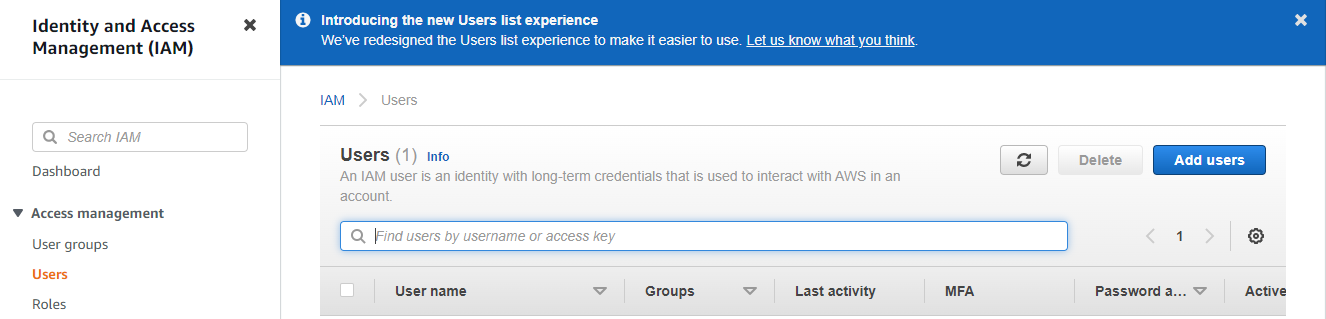 Identity and Access
Management (IAM)
Search IAM
Dashboard
Access management
User groups
Users
Roles
Introducing the new Users list experience
We've redesigned the Users list experience to make it easier to use. Let us know what you think.
IAM > Users
Users (1) Info
Delete
Add users
An IAM user is an identity with long-term credentials that is used to interact with AWS in an
account.
Find users by username or access key
1
User name Groups Last activity MFA Password a... Active